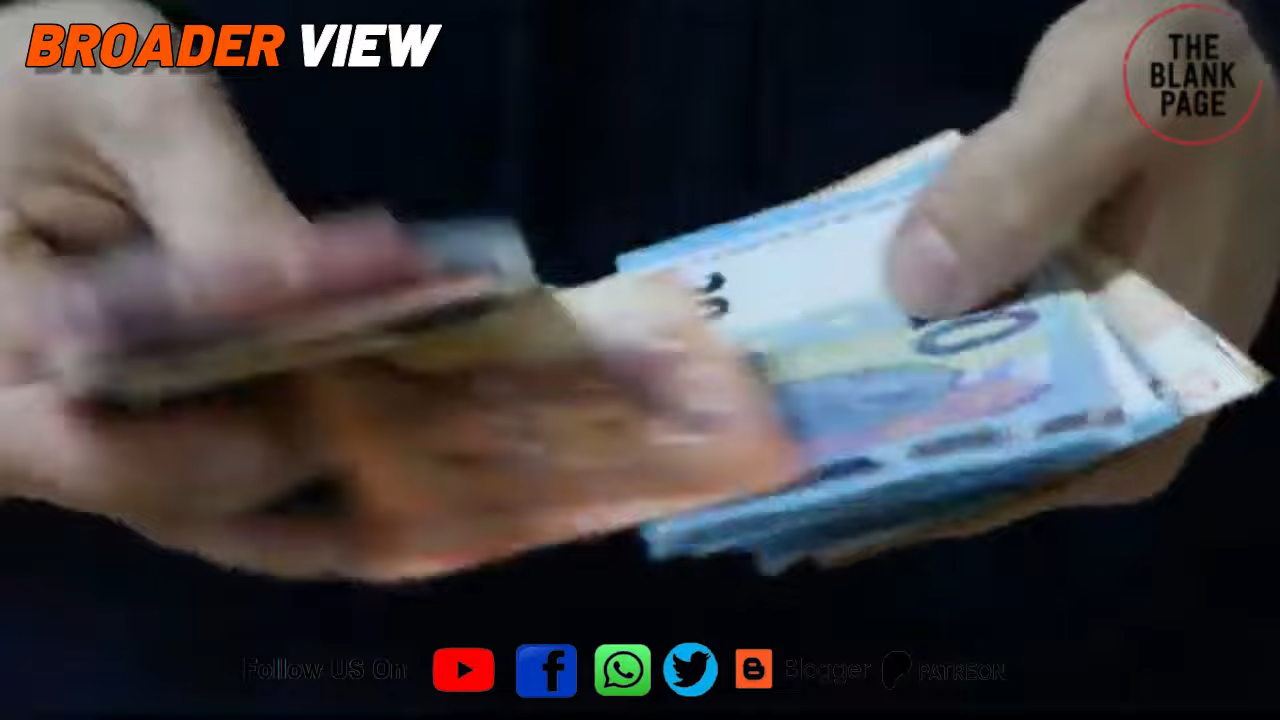 BROADER VIEW
THE
BLANK
PAGE
Follow US On
Blogger
PATREON